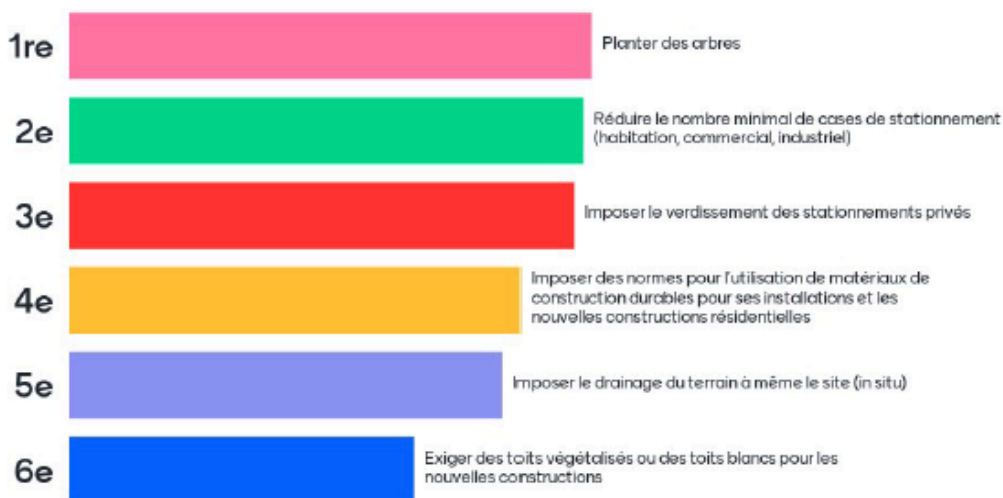 1re
Planter des arbres
2e
Réduire le nombre minimal de cases de stationnement
(habitation, commercial, industriel)
3e
Imposer le verdissement des stationnements privés
4e
Imposer des normes pour l'utilisation de matériaux de
construction durables pour ses installations et les
nouvelles constructions résidentielles
5e
Imposer le drainage du terrain à même le site (in situ)
6e
Exiger des toits végétalisés ou des toits blancs pour les
nouvelles constructions